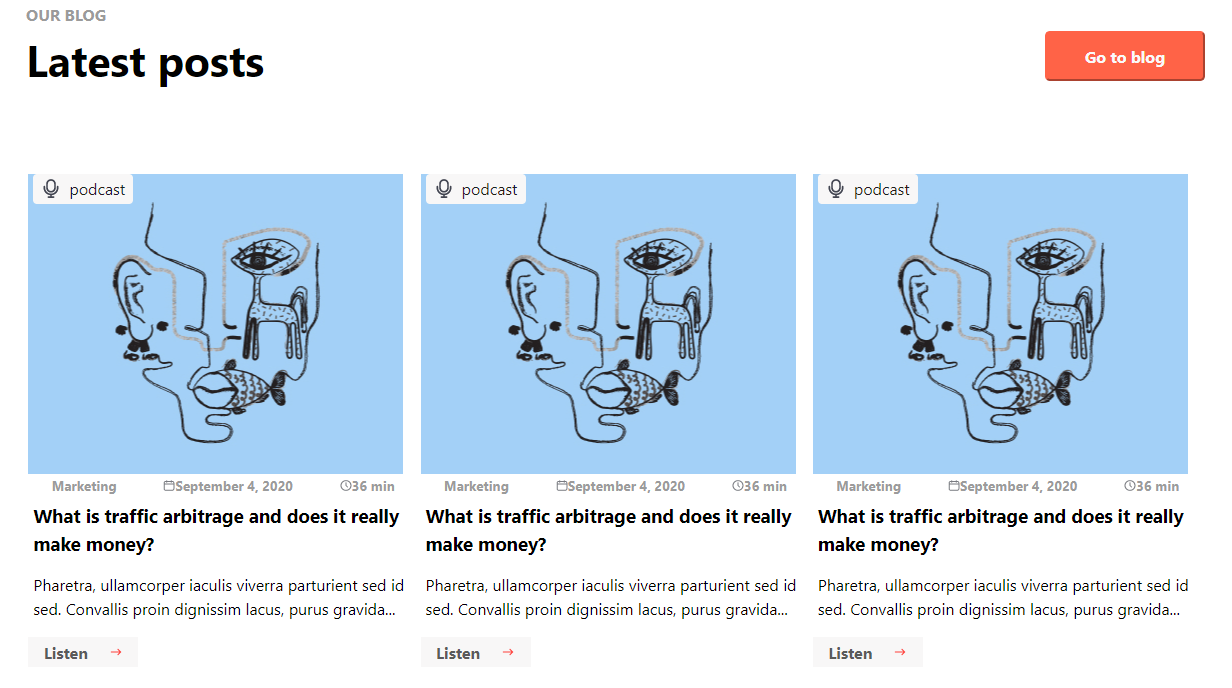 OUR BLOG
Latest posts
Go to blog
podcast
Marketing September 4, 2020 36 min
What is traffic arbitrage and does it really
make money?
Pharetra, ullamcorper iaculis viverra parturient sed id
sed. Convallis proin dignissim lacus, purus gravida...
Listen →
podcast
Marketing September 4, 2020 36 min
What is traffic arbitrage and does it really
make money?
Pharetra, ullamcorper iaculis viverra parturient sed id
sed. Convallis proin dignissim lacus, purus gravida...
Listen →
podcast
Marketing September 4, 2020 36 min
What is traffic arbitrage and does it really
make money?
Pharetra, ullamcorper iaculis viverra parturient sed id
sed. Convallis proin dignissim lacus, purus gravida...
Listen →